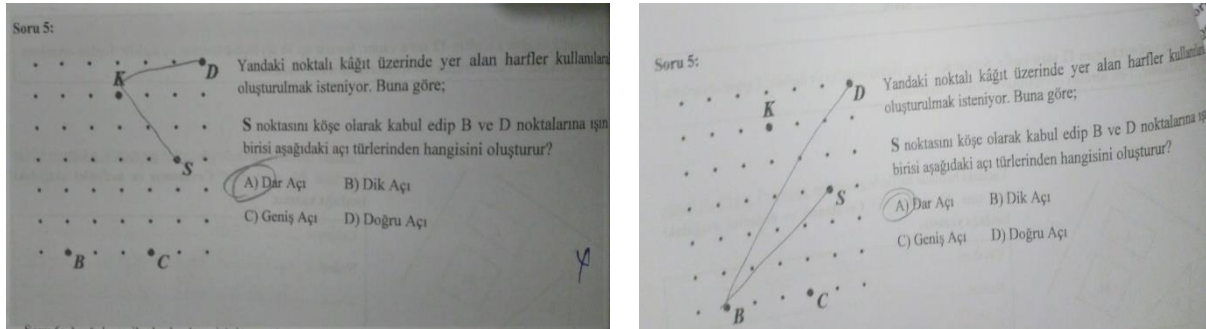 Soru 5:
K
D
S
B
C
Yandaki noktalı kâğıt üzerinde yer alan harfler
oluşturulmak isteniyor. Buna göre;
S noktasını köşe olarak kabul edip B ve D noktalarına
birisi aşağıdaki açı türlerinden hangisini oluşturur?
A) Dar Açı B) Dik Açı
C) Geniş Açı D) Doğru Açı
Soru 5:
K
D
S
B
C
Yandaki noktalı kâğıt üzerinde yer alan harfler
oluşturulmak isteniyor. Buna göre;
S noktasını köşe olarak kabul edip B ve D noktalarına
birisi aşağıdaki açı türlerinden hangisini oluşturur?
A) Dar Açı B) Dik Açı
C) Geniş Açı D) Doğru Açı